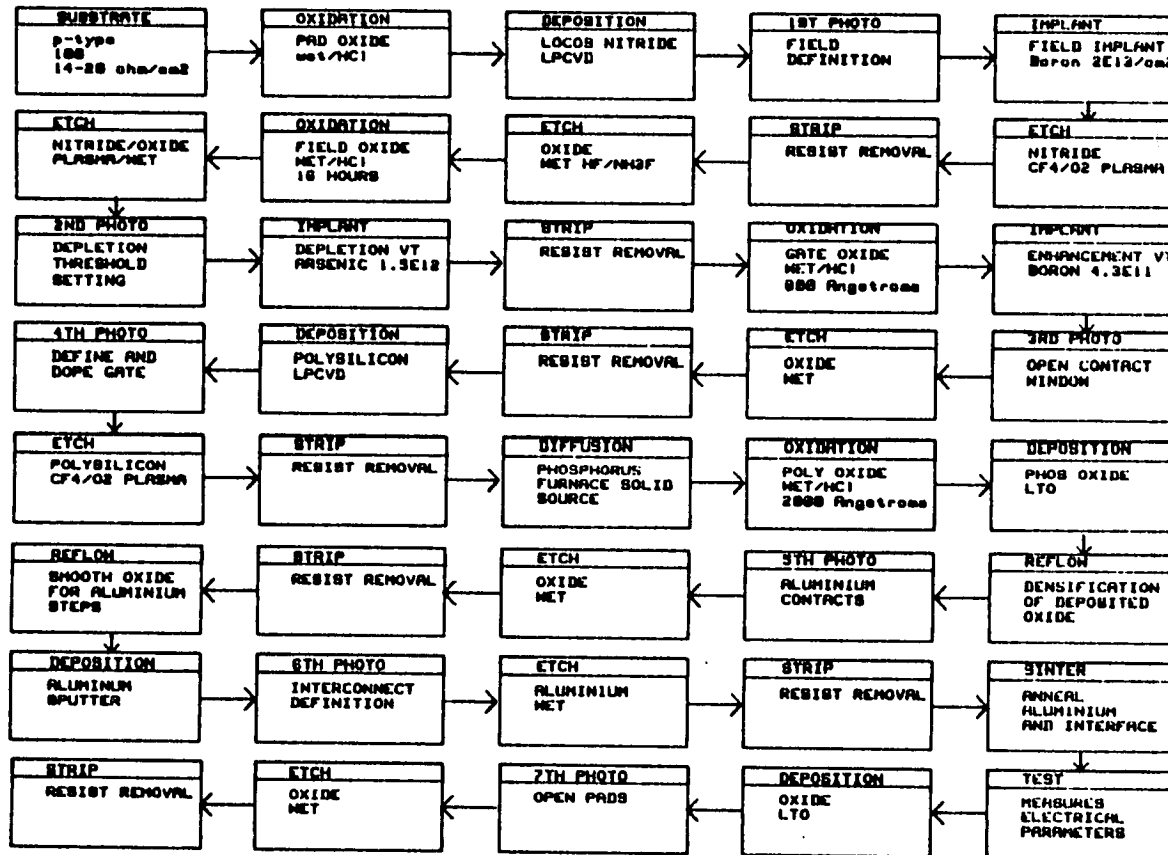 SUBSTRATE
p-type
100
14-20 ohm/cm2
OXIDATION
PAD OXIDE
wet/HCl
DEPOSITION
LOCOS NITRIDE
LPCVD
1ST PHOTO
FIELD
DEFINITION
IMPLANT
FIELD IMPLANT
Boron 2E13/cm2
ETCH
NITRIDE
CF4/O2 PLASMA
STRIP
RESIST REMOVAL
ETCH
OXIDE
WET HF/NH3F
OXIDATION
FIELD OXIDE
WET/HCl
16 HOURS
ETCH
NITRIDE/OXIDE
PLASMA/WET
2ND PHOTO
DEPLETION
THRESHOLD
SETTING
IMPLANT
DEPLETION VT
ARSENIC 1.5E12
STRIP
RESIST REMOVAL
OXIDATION
GATE OXIDE
WET/HCl
800 Angstroms
IMPLANT
ENHANCEMENT VT
BORON 4.3E11
3RD PHOTO
OPEN CONTACT
WINDOW
ETCH
OXIDE
WET
STRIP
RESIST REMOVAL
DEPOSITION
POLYSILICON
LPCVD
4TH PHOTO
DEFINE AND
DOPE GATE
ETCH
POLYSILICON
CF4/O2 PLASMA
STRIP
RESIST REMOVAL
DIFFUSION
PHOSPHORUS
FURNACE SOLID
SOURCE
OXIDATION
POLY OXIDE
WET/HCl
2000 Angstroms
DEPOSITION
PHOS OXIDE
LTO
REFLOW
DENSIFICATION
OF DEPOSITED
OXIDE
5TH PHOTO
ALUMINIUM
CONTACTS
ETCH
OXIDE
WET
STRIP
RESIST REMOVAL
REFLOW
SMOOTH OXIDE
FOR ALUMINIUM
STEPS
DEPOSITION
ALUMINUM
SPUTTER
6TH PHOTO
INTERCONNECT
DEFINITION
ETCH
ALUMINIUM
WET
STRIP
RESIST REMOVAL
SINTER
ANNEAL
ALUMINIUM
AND INTERFACE
TEST
MEASURES
ELECTRICAL
PARAMETERS
DEPOSITION
OXIDE
LTO
7TH PHOTO
OPEN PADS
ETCH
OXIDE
WET
STRIP
RESIST REMOVAL